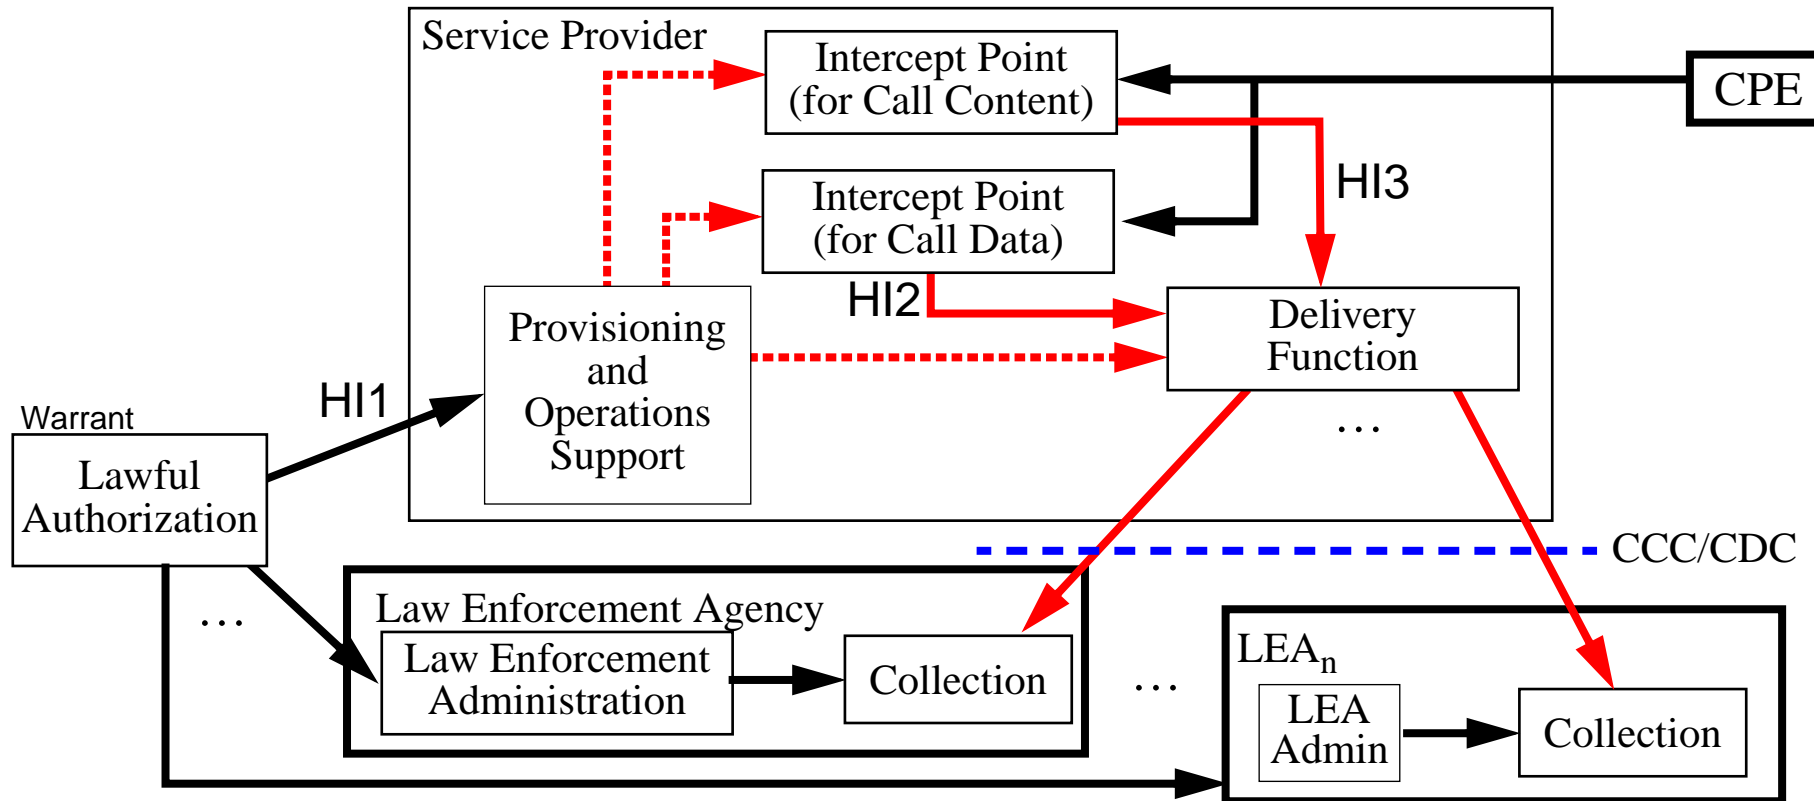 Service Provider
Intercept Point
(for Call Content)
CPE
HI3
Intercept Point
(for Call Data)
HI2
Delivery
Function
...
Provisioning
and
Operations
Support
HI1
Warrant
Lawful
Authorization
...
CCC/CDC
Law Enforcement Agency
Law Enforcement
Administration
Collection
...
LEAn
LEA
Admin
Collection